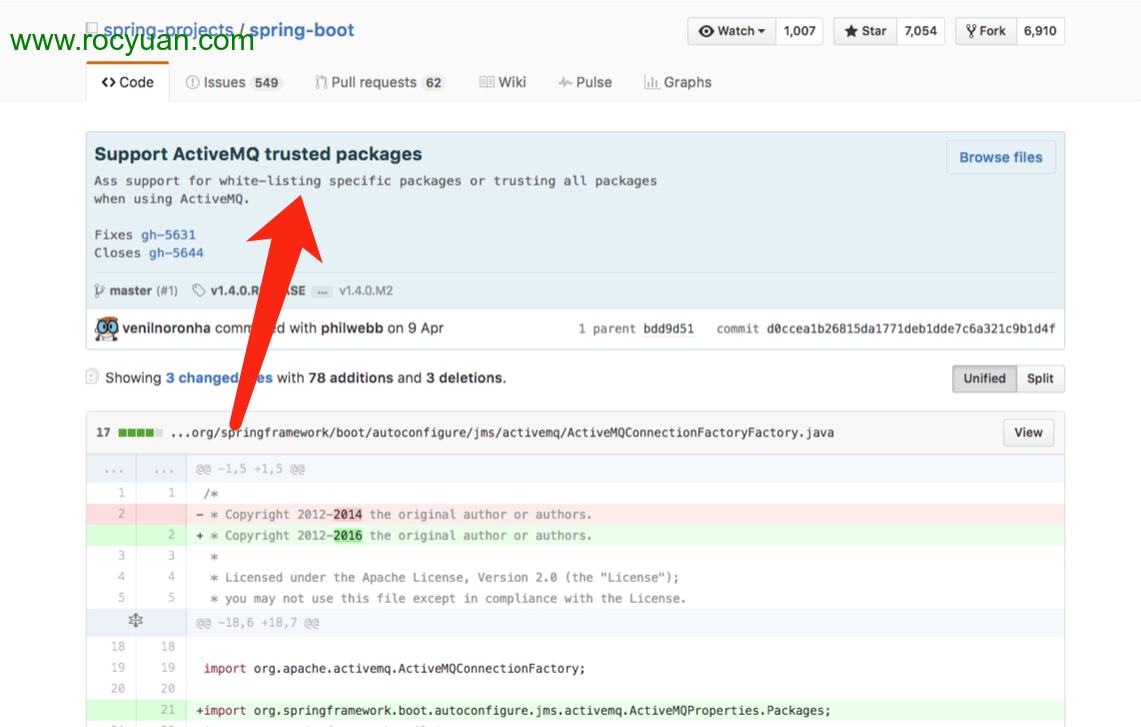 spring-projects / spring-boot
www.rocyuan.com
Watch 1,007 Star 7,054 Fork 6,910
Code Issues 549 Pull requests 62 Wiki Pulse Graphs
Support ActiveMQ trusted packages
Browse files
Ass support for white-listing specific packages or trusting all packages
when using ActiveMQ.
Fixes gh-5631
Closes gh-5644
master (#1) v1.4.0.R SE ... v1.4.0.M2
venilnoronha comm d with philwebb on 9 Apr 1 parent bdd9d51 commit d0ccea1b26815da1771deb1dde7c6a321c9b1d4f
Showing 3 changed es with 78 additions and 3 deletions.
Unified Split
17 ...org/springframework/boot/autoconfigure/jms/activemq/ActiveMQConnectionFactoryFactory.java View
... ... @@ -1,5 +1,5 @@
1 1 /*
2 - * Copyright 2012-2014 the original author or authors.
2 + * Copyright 2012-2016 the original author or authors.
3 3 *
4 4 * Licensed under the Apache License, Version 2.0 (the "License");
5 5 * you may not use this file except in compliance with the License.
@@ -18,6 +18,7 @@
18 18
19 19 import org.apache.activemq.ActiveMQConnectionFactory;
20 20
21 +import org.springframework.boot.autoconfigure.jms.activemq.ActiveMQProperties.Packages;